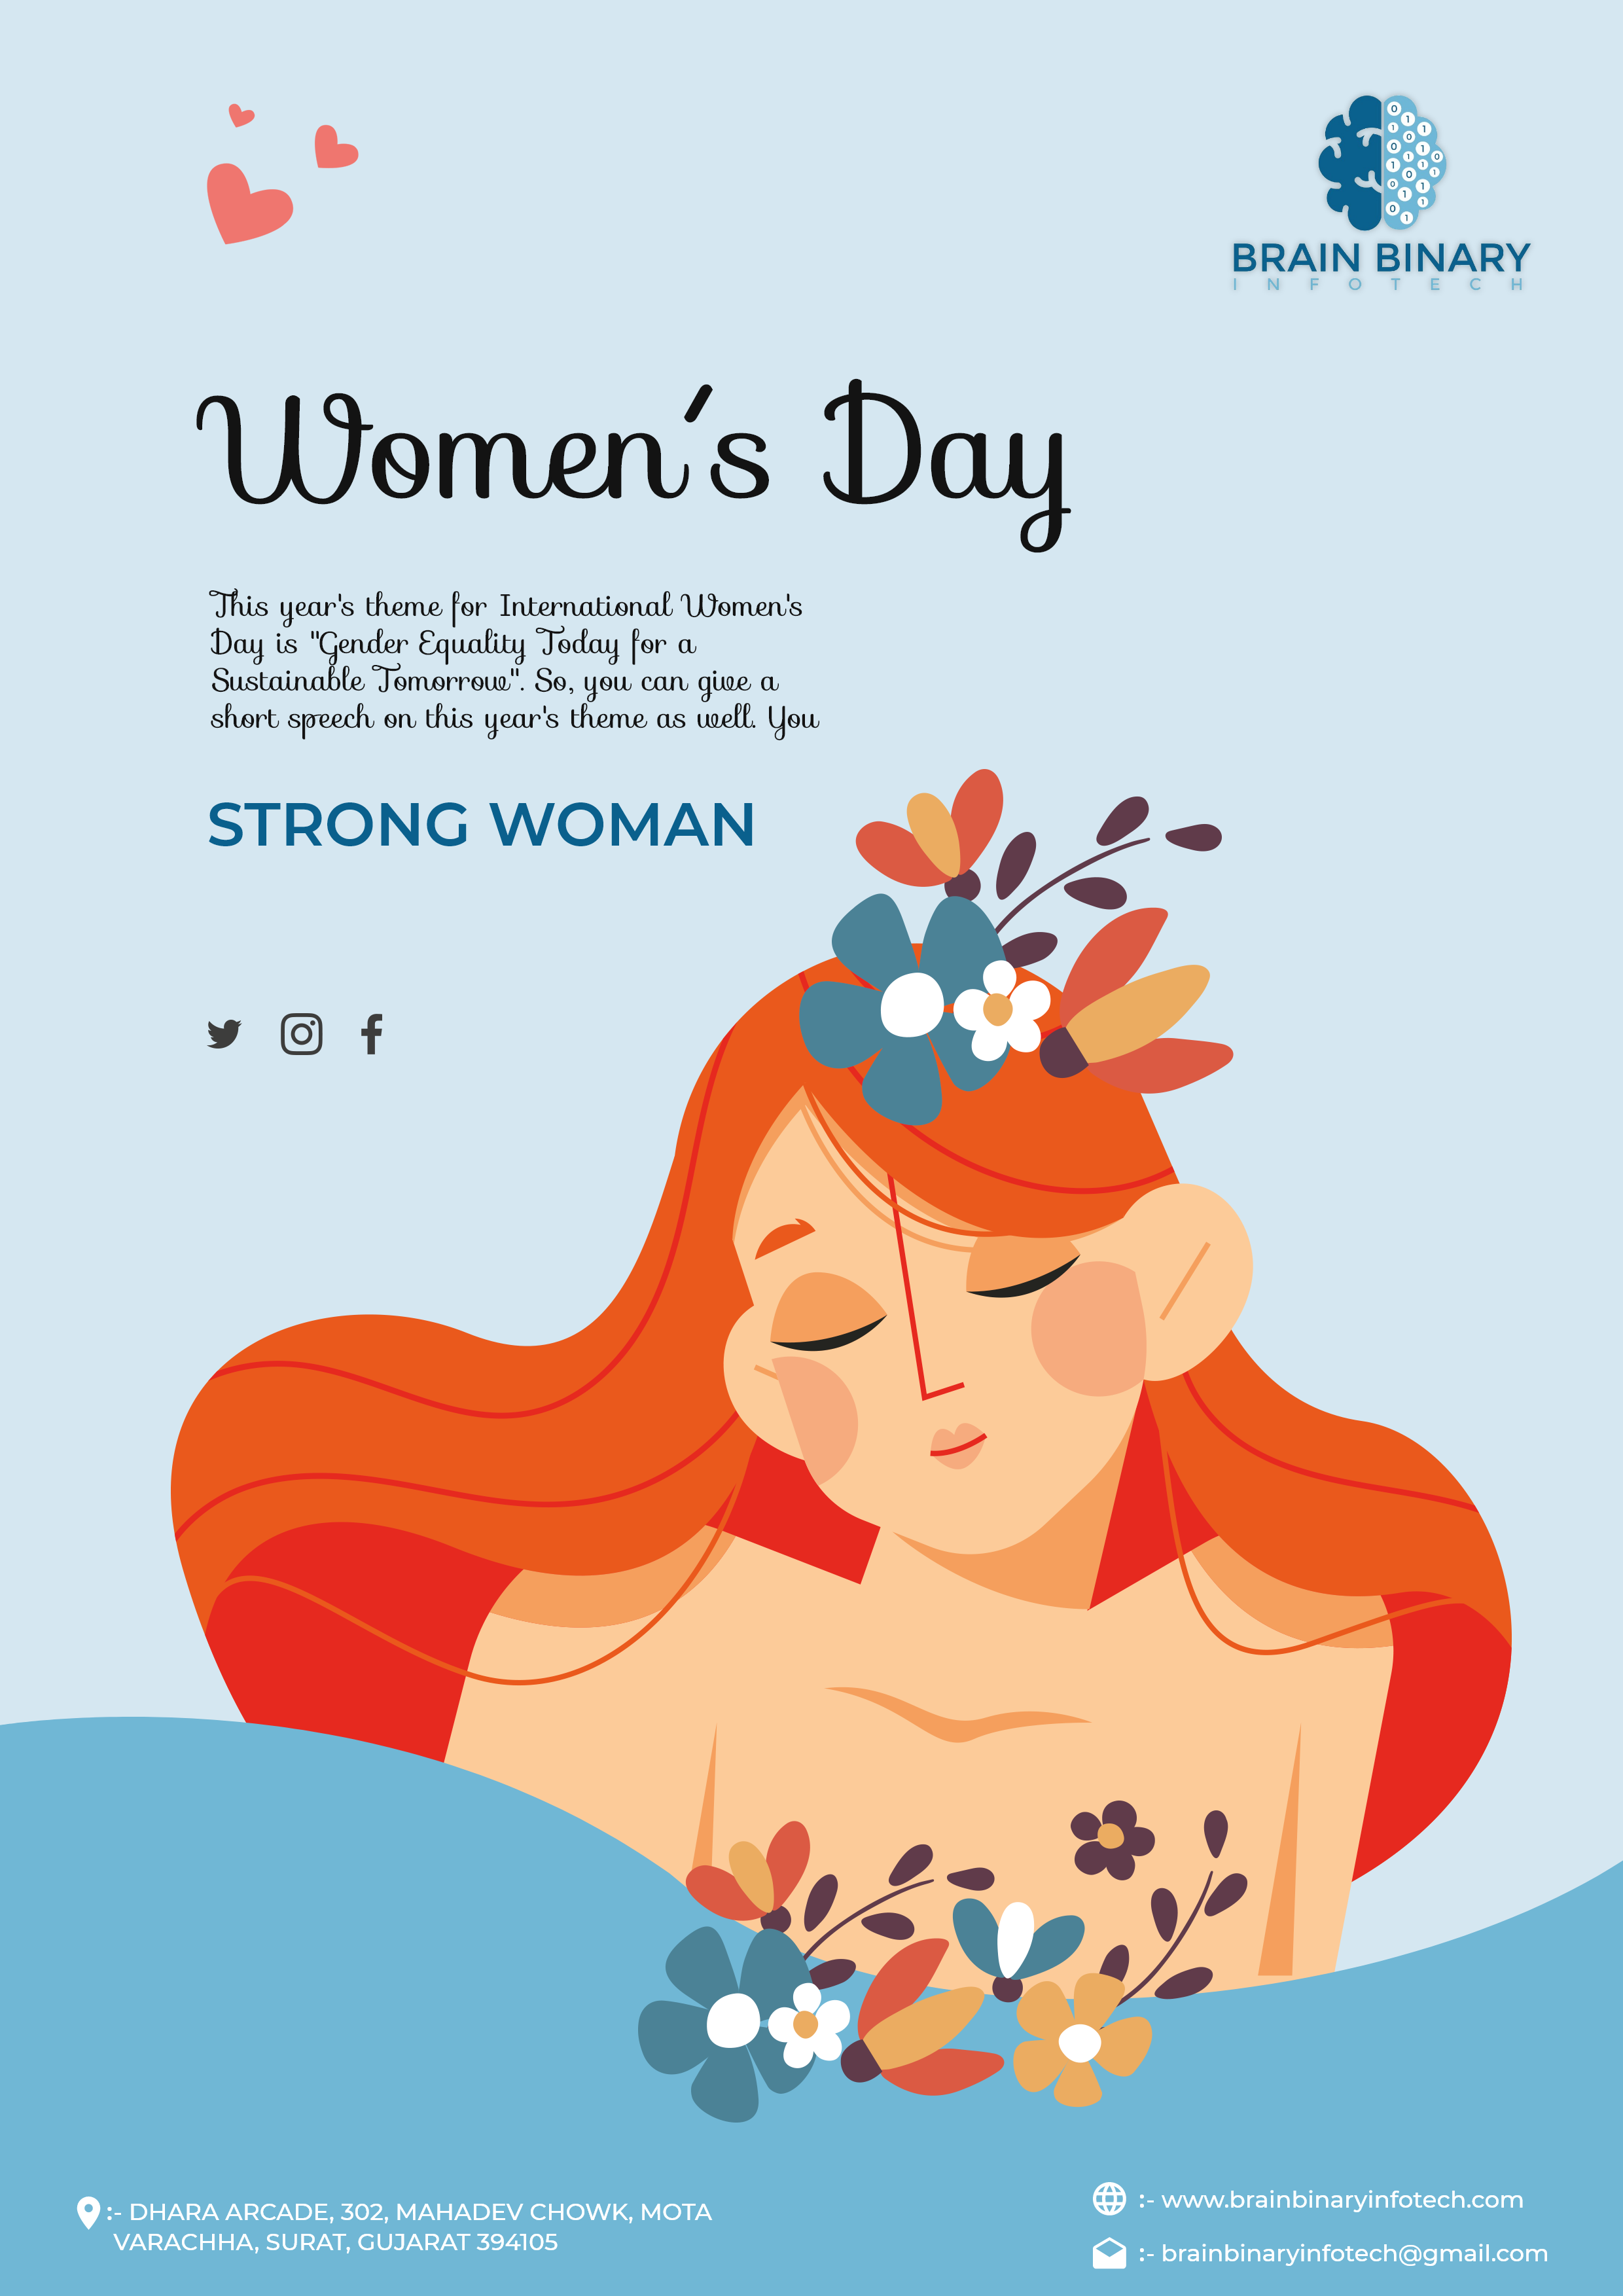 BRAIN BINARY
INFOTECH
Women´s Day
This year's theme for International Women's
Day is "Gender Equality Today for a
Sustainable Tomorrow". So, you can give a
short speech on this year's theme as well. You
STRONG WOMAN
:- DHARA ARCADE, 302, MAHADEV CHOWK, MOTA
VARACHHA, SURAT, GUJARAT 394105
:- www.brainbinaryinfotech.com
:- brainbinaryinfotech@gmail.com